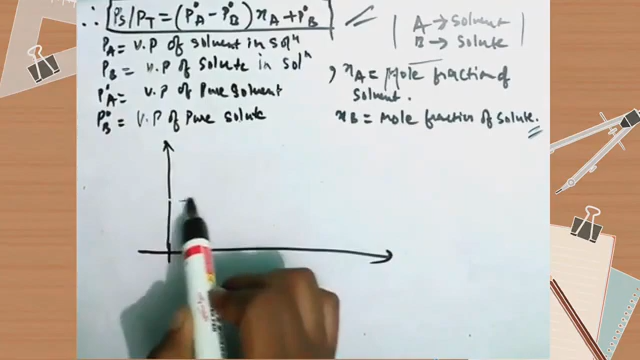 ∴ Ps/PT = (P°A - P°B) xA + P°B
A → Solvent
B → Solute
PA = V.P of Solvent in Solⁿ
PB = V.P of Solute in Solⁿ
P°A = V.P of Pure Solvent
P°B = V.P of Pure Solute
, xA = Mole fraction of
Solvent.
xB = Mole fraction of Solute.